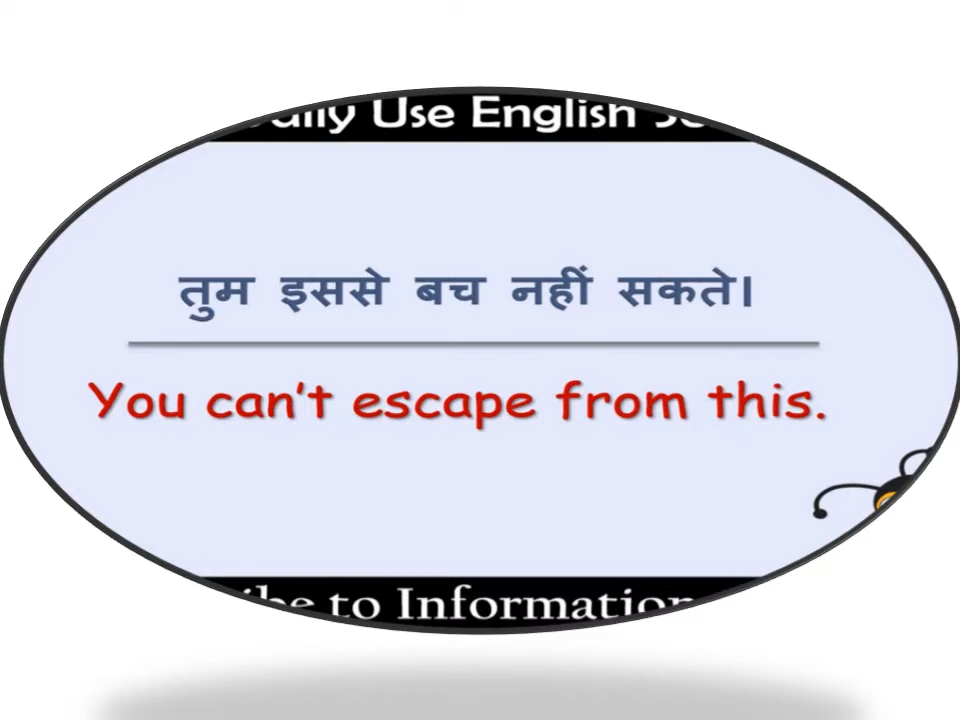 Use English
तुम इससे बच नहीं सकते।
You can't escape from this.
to Information